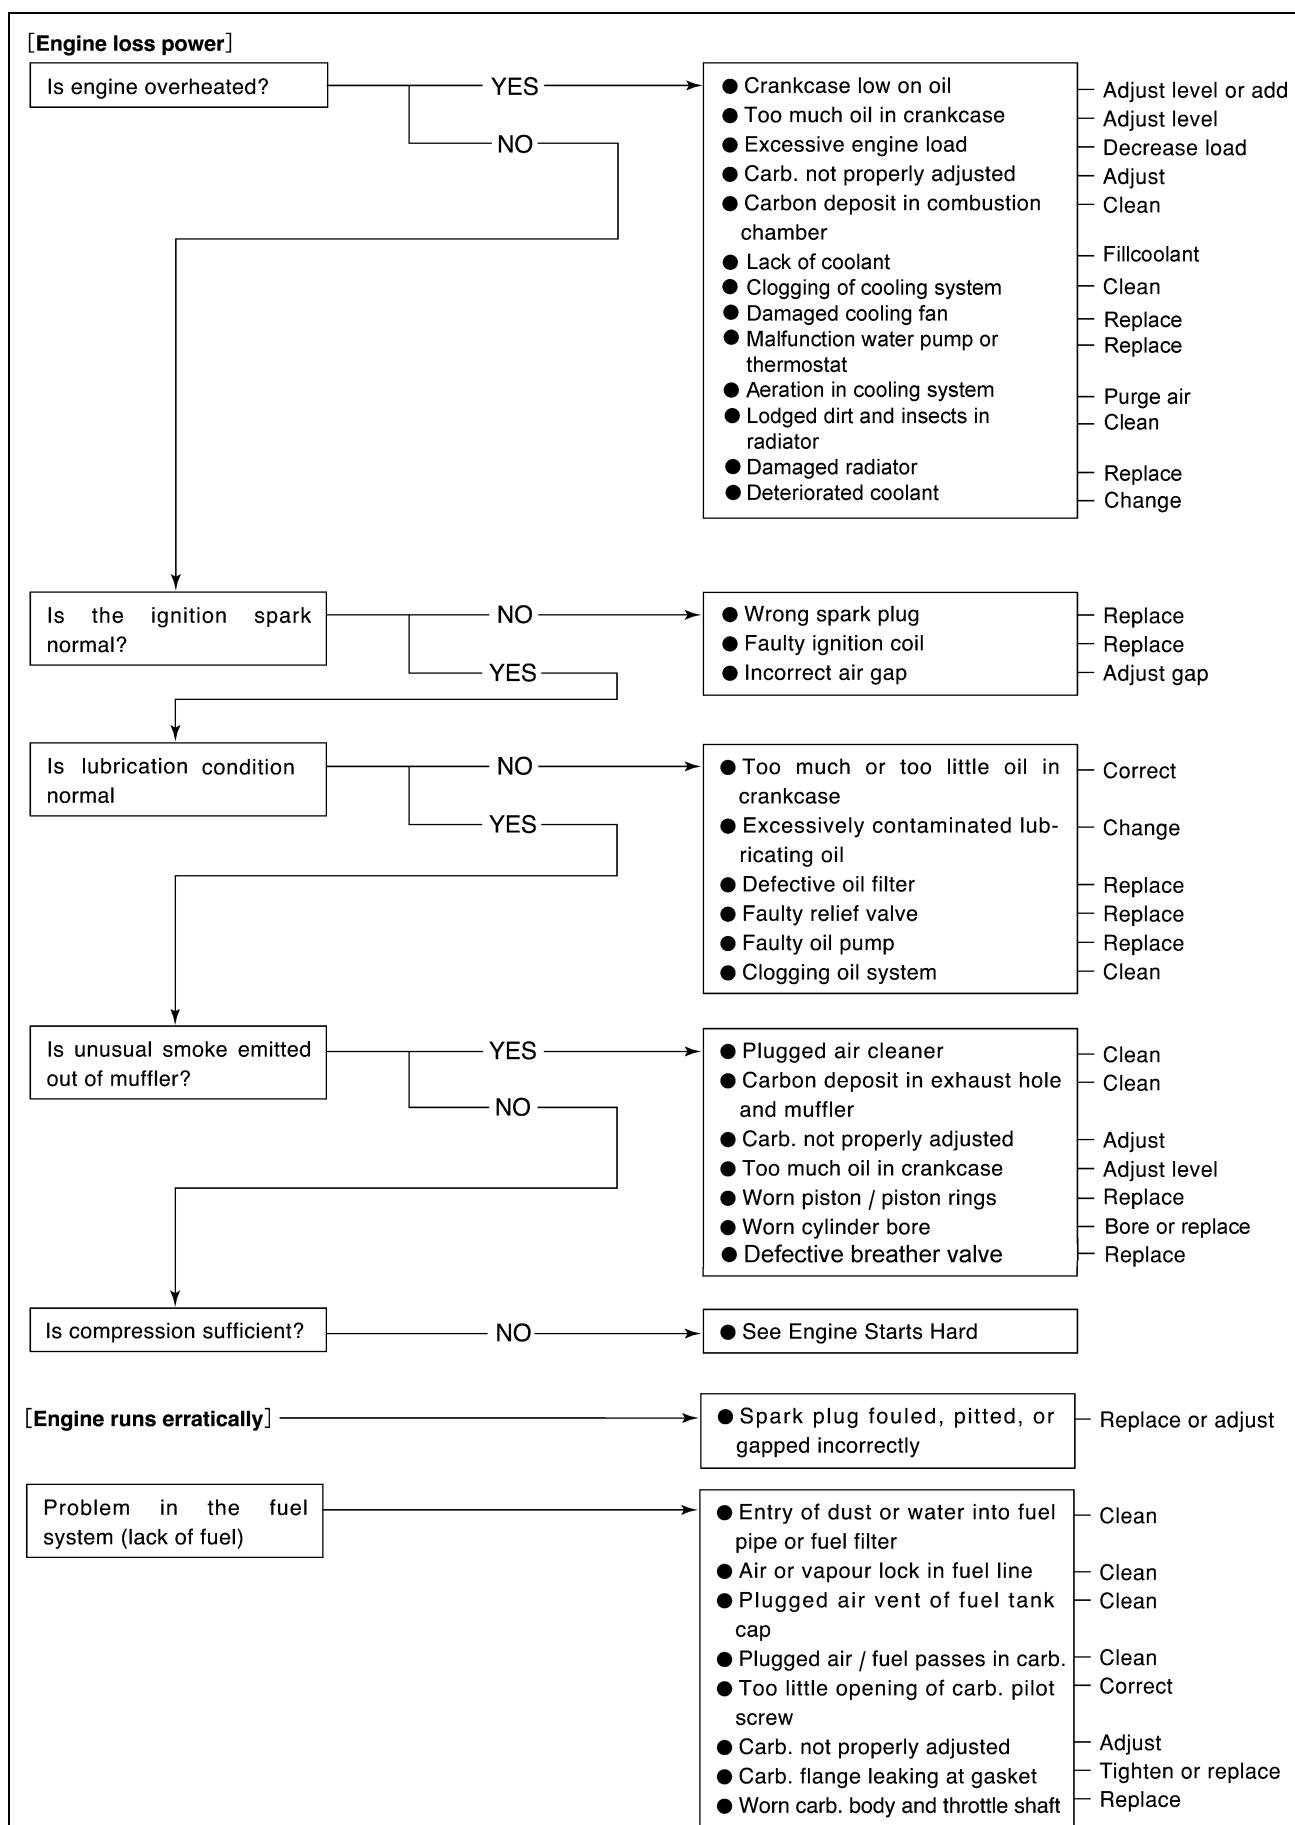 [Engine loss power]
Is engine overheated?
YES
NO
● Crankcase low on oil
Adjust level or add
● Too much oil in crankcase
Adjust level
● Excessive engine load
Decrease load
● Carb. not properly adjusted
Adjust
● Carbon deposit in combustion
Clean
chamber
● Lack of coolant
Fillcoolant
● Clogging of cooling system
Clean
● Damaged cooling fan
Replace
● Malfunction water pump or
Replace
thermostat
● Aeration in cooling system
Purge air
● Lodged dirt and insects in
Clean
radiator
● Damaged radiator
Replace
● Deteriorated coolant
Change
Is the ignition spark
normal?
NO
YES
● Wrong spark plug
Replace
● Faulty ignition coil
Replace
● Incorrect air gap
Adjust gap
Is lubrication condition
normal
NO
YES
● Too much or too little oil in
Correct
crankcase
● Excessively contaminated lub-
Change
ricating oil
● Defective oil filter
Replace
● Faulty relief valve
Replace
● Faulty oil pump
Replace
● Clogging oil system
Clean
Is unusual smoke emitted
out of muffler?
YES
NO
● Plugged air cleaner
Clean
● Carbon deposit in exhaust hole
Clean
and muffler
● Carb. not properly adjusted
Adjust
● Too much oil in crankcase
Adjust level
● Worn piston / piston rings
Replace
● Worn cylinder bore
Bore or replace
● Defective breather valve
Replace
Is compression sufficient?
NO
● See Engine Starts Hard
[Engine runs erratically]
● Spark plug fouled, pitted, or
Replace or adjust
gapped incorrectly
Problem in the fuel
system (lack of fuel)
● Entry of dust or water into fuel
Clean
pipe or fuel filter
● Air or vapour lock in fuel line
Clean
● Plugged air vent of fuel tank
Clean
cap
● Plugged air / fuel passes in carb.
Clean
● Too little opening of carb. pilot
Correct
screw
● Carb. not properly adjusted
Adjust
● Carb. flange leaking at gasket
Tighten or replace
● Worn carb. body and throttle shaft
Replace